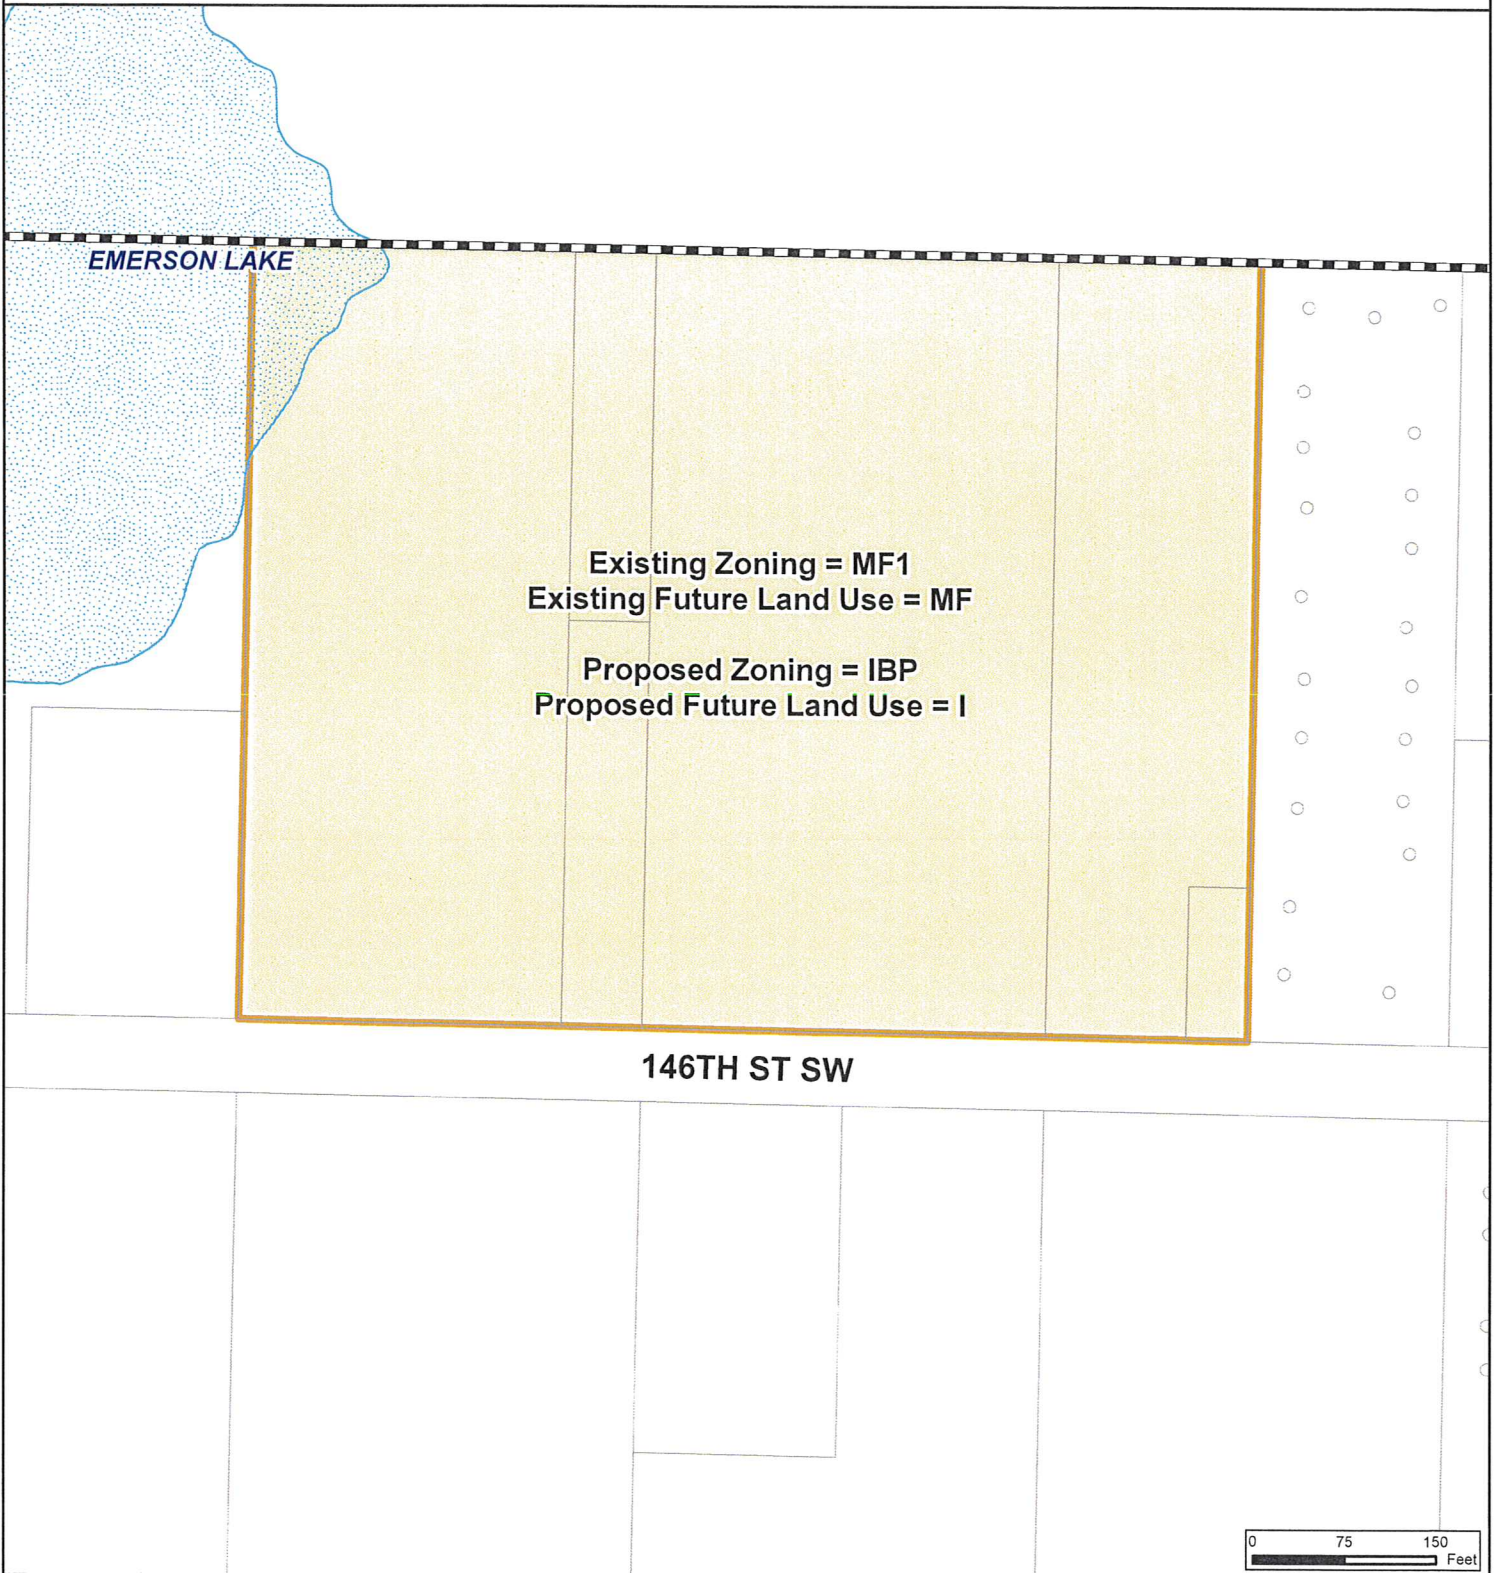 EMERSON LAKE
Existing Zoning = MF1
Existing Future Land Use = MF
Proposed Zoning = IBP
Proposed Future Land Use = I
146TH ST SW
0 75 150
Feet